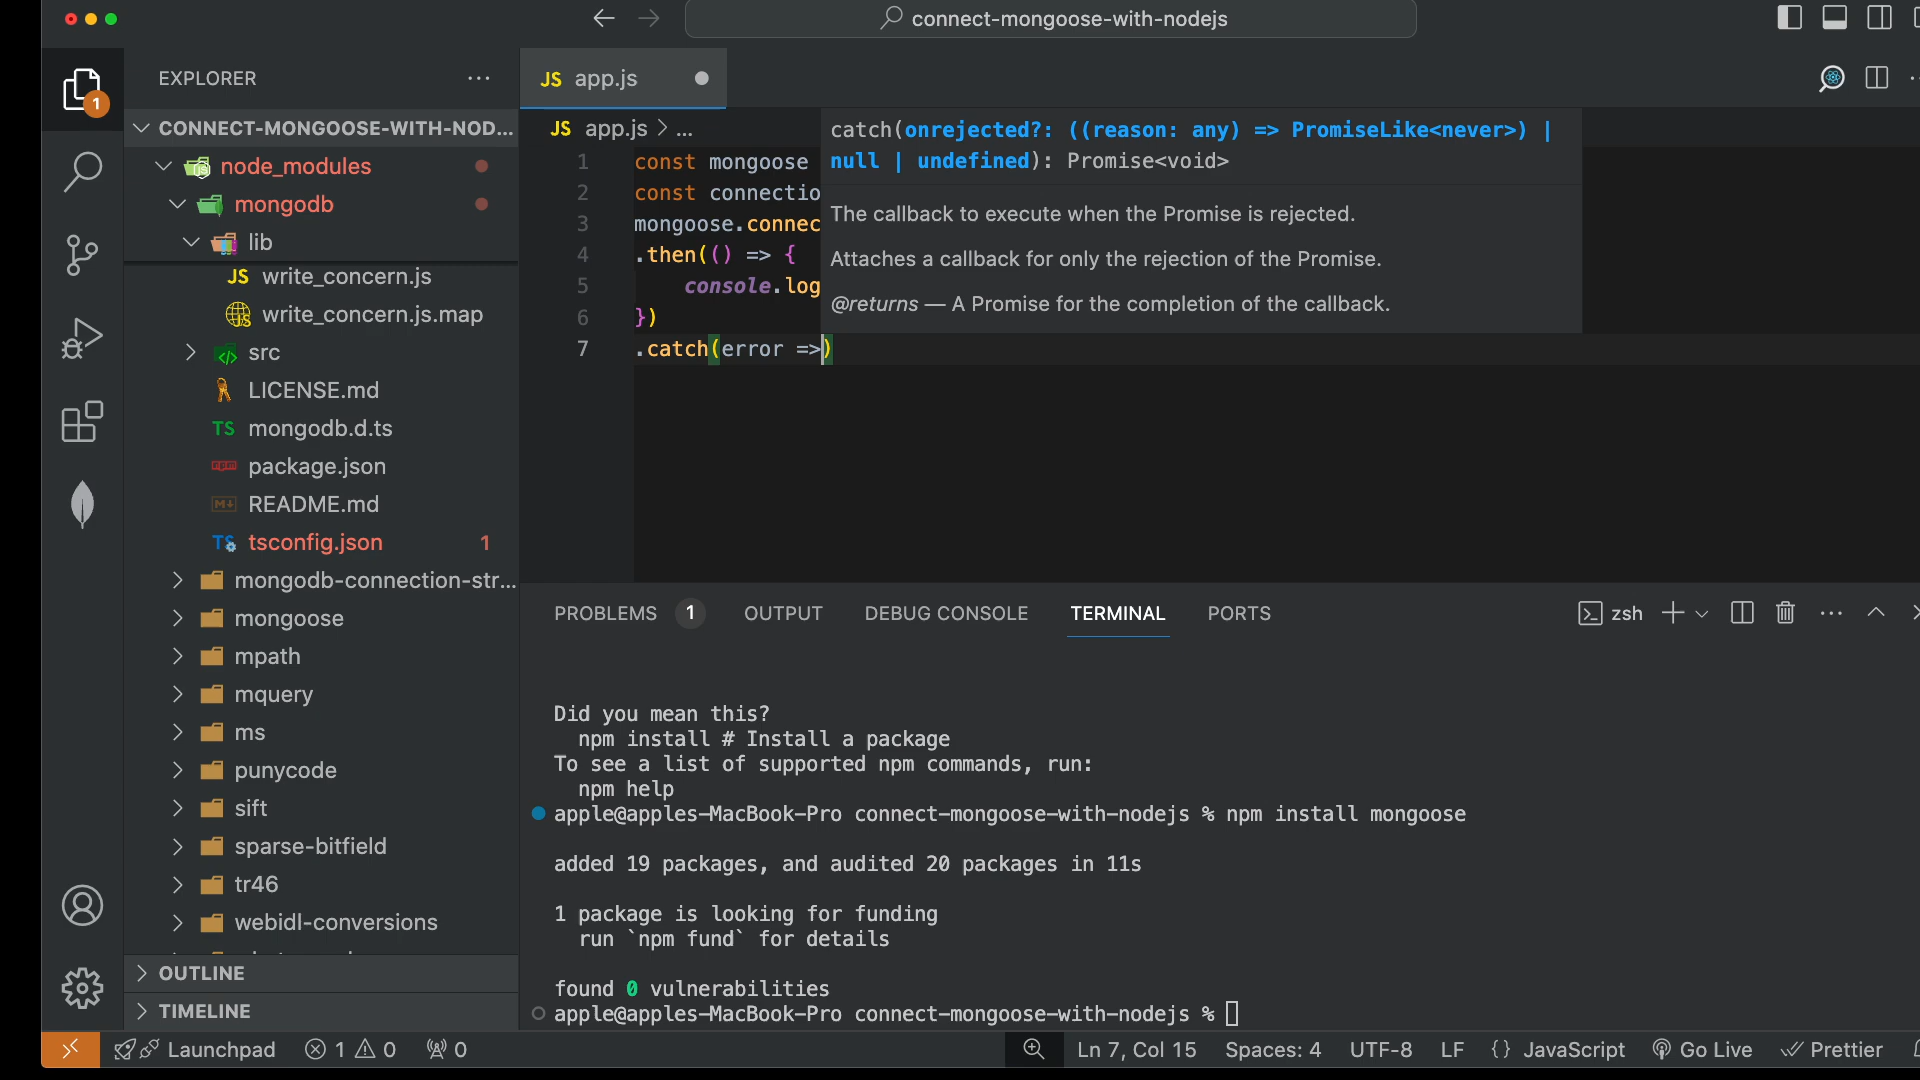 connect-mongoose-with-nodejs
1
EXPLORER
CONNECT-MONGOOSE-WITH-NOD...
node_modules
mongodb
lib
JS write_concern.js
write_concern.js.map
src
LICENSE.md
TS mongodb.d.ts
package.json
README.md
TS tsconfig.json 1
mongodb-connection-str...
mongoose
mpath
mquery
ms
punycode
sift
sparse-bitfield
tr46
webidl-conversions
OUTLINE
TIMELINE
JS app.js
JS app.js > ...
catch(onrejected?: ((reason: any) => PromiseLike<never>) |
null | undefined): Promise<void>
The callback to execute when the Promise is rejected.
Attaches a callback for only the rejection of the Promise.
@returns — A Promise for the completion of the callback.
1 const mongoose
2 const connectio
3 mongoose.connec
4 .then(() => {
5 console.log
6 })
7 .catch(error =>)
PROBLEMS 1 OUTPUT DEBUG CONSOLE TERMINAL PORTS
zsh
Did you mean this?
npm install # Install a package
To see a list of supported npm commands, run:
npm help
apple@apples-MacBook-Pro connect-mongoose-with-nodejs % npm install mongoose
added 19 packages, and audited 20 packages in 11s
1 package is looking for funding
run `npm fund` for details
found 0 vulnerabilities
apple@apples-MacBook-Pro connect-mongoose-with-nodejs %
Launchpad 1 0 0 Ln 7, Col 15 Spaces: 4 UTF-8 LF {} JavaScript Go Live Prettier